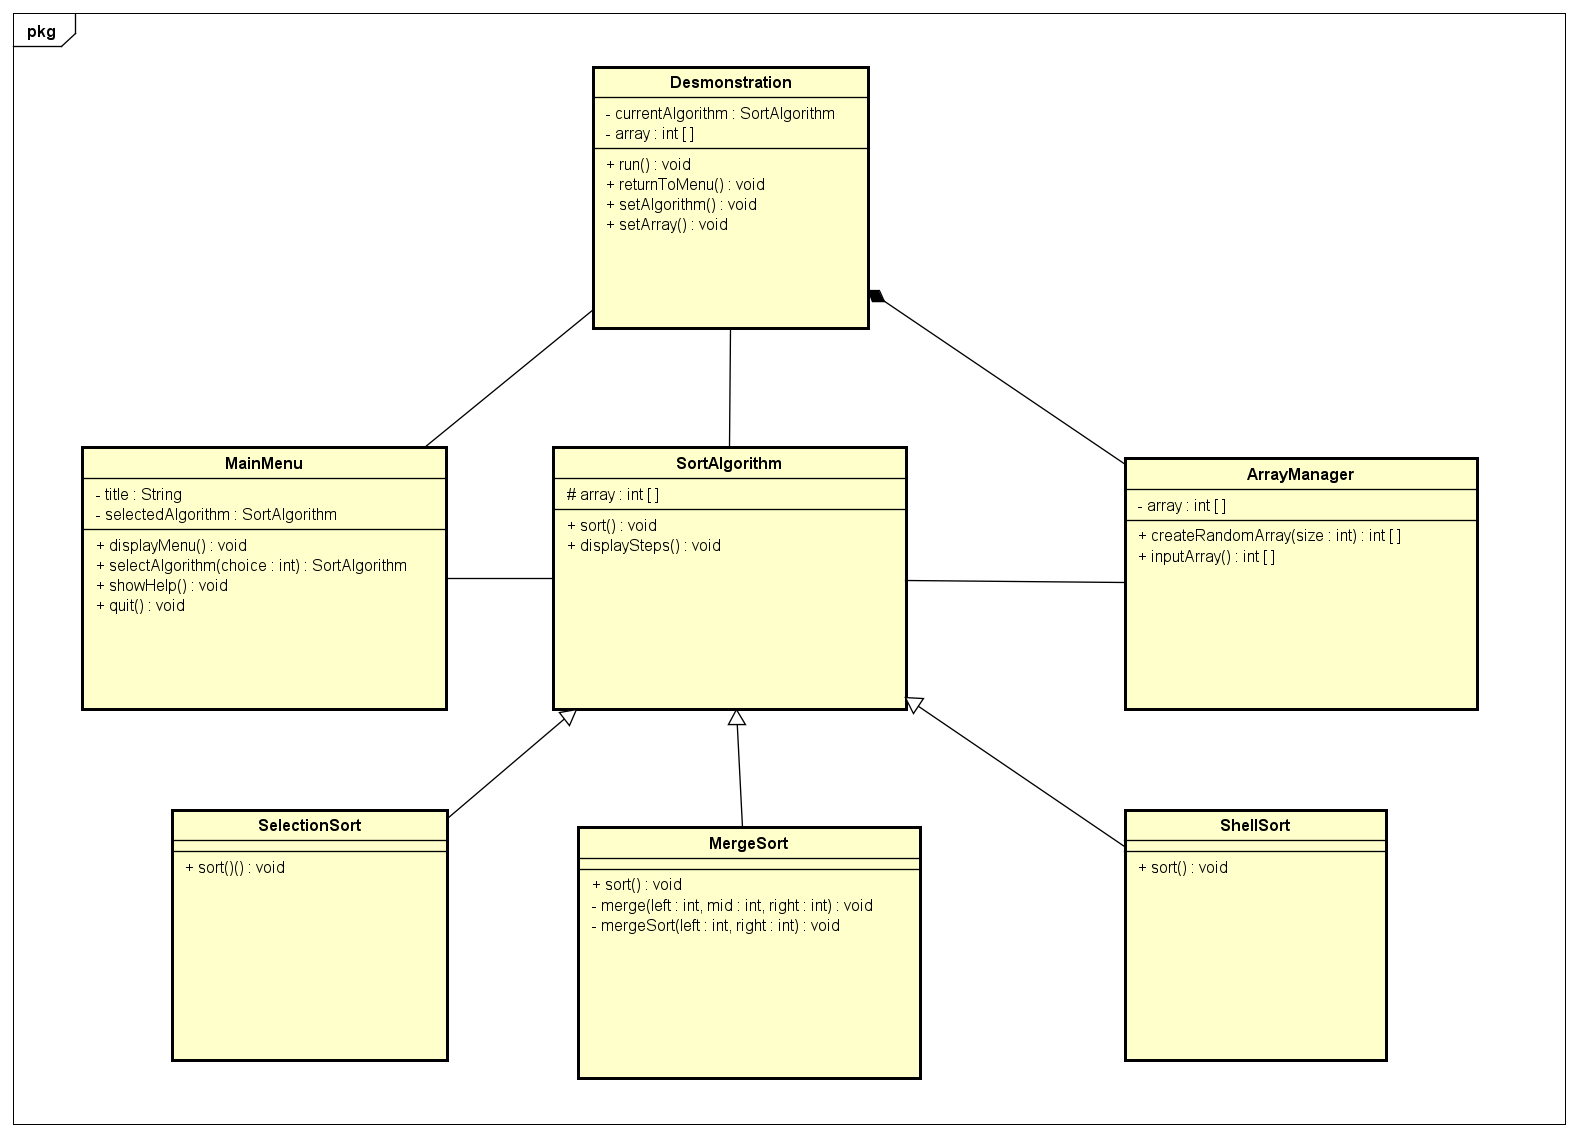 pkg
Desmonstration
- currentAlgorithm : SortAlgorithm
- array : int [ ]
+ run() : void
+ returnToMenu() : void
+ setAlgorithm() : void
+ setArray() : void
MainMenu
- title : String
- selectedAlgorithm : SortAlgorithm
+ displayMenu() : void
+ selectAlgorithm(choice : int) : SortAlgorithm
+ showHelp() : void
+ quit() : void
SortAlgorithm
# array : int [ ]
+ sort() : void
+ displaySteps() : void
ArrayManager
- array : int [ ]
+ createRandomArray(size : int) : int [ ]
+ inputArray() : int [ ]
SelectionSort
+ sort()() : void
MergeSort
+ sort() : void
- merge(left : int, mid : int, right : int) : void
- mergeSort(left : int, right : int) : void
ShellSort
+ sort() : void